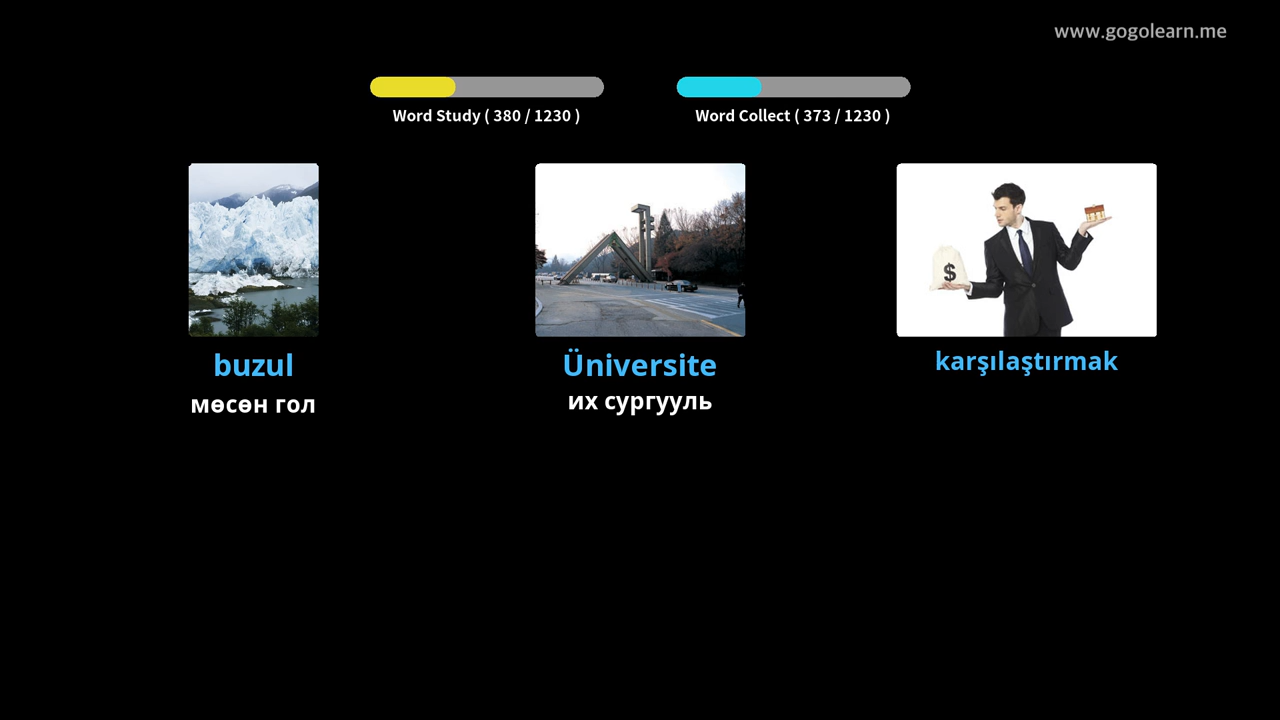 www.gogolearn.me
Word Study ( 380 / 1230 )
Word Collect ( 373 / 1230 )
$
buzul
мөсөн гол
Üniversite
их сургууль
karşılaştırmak